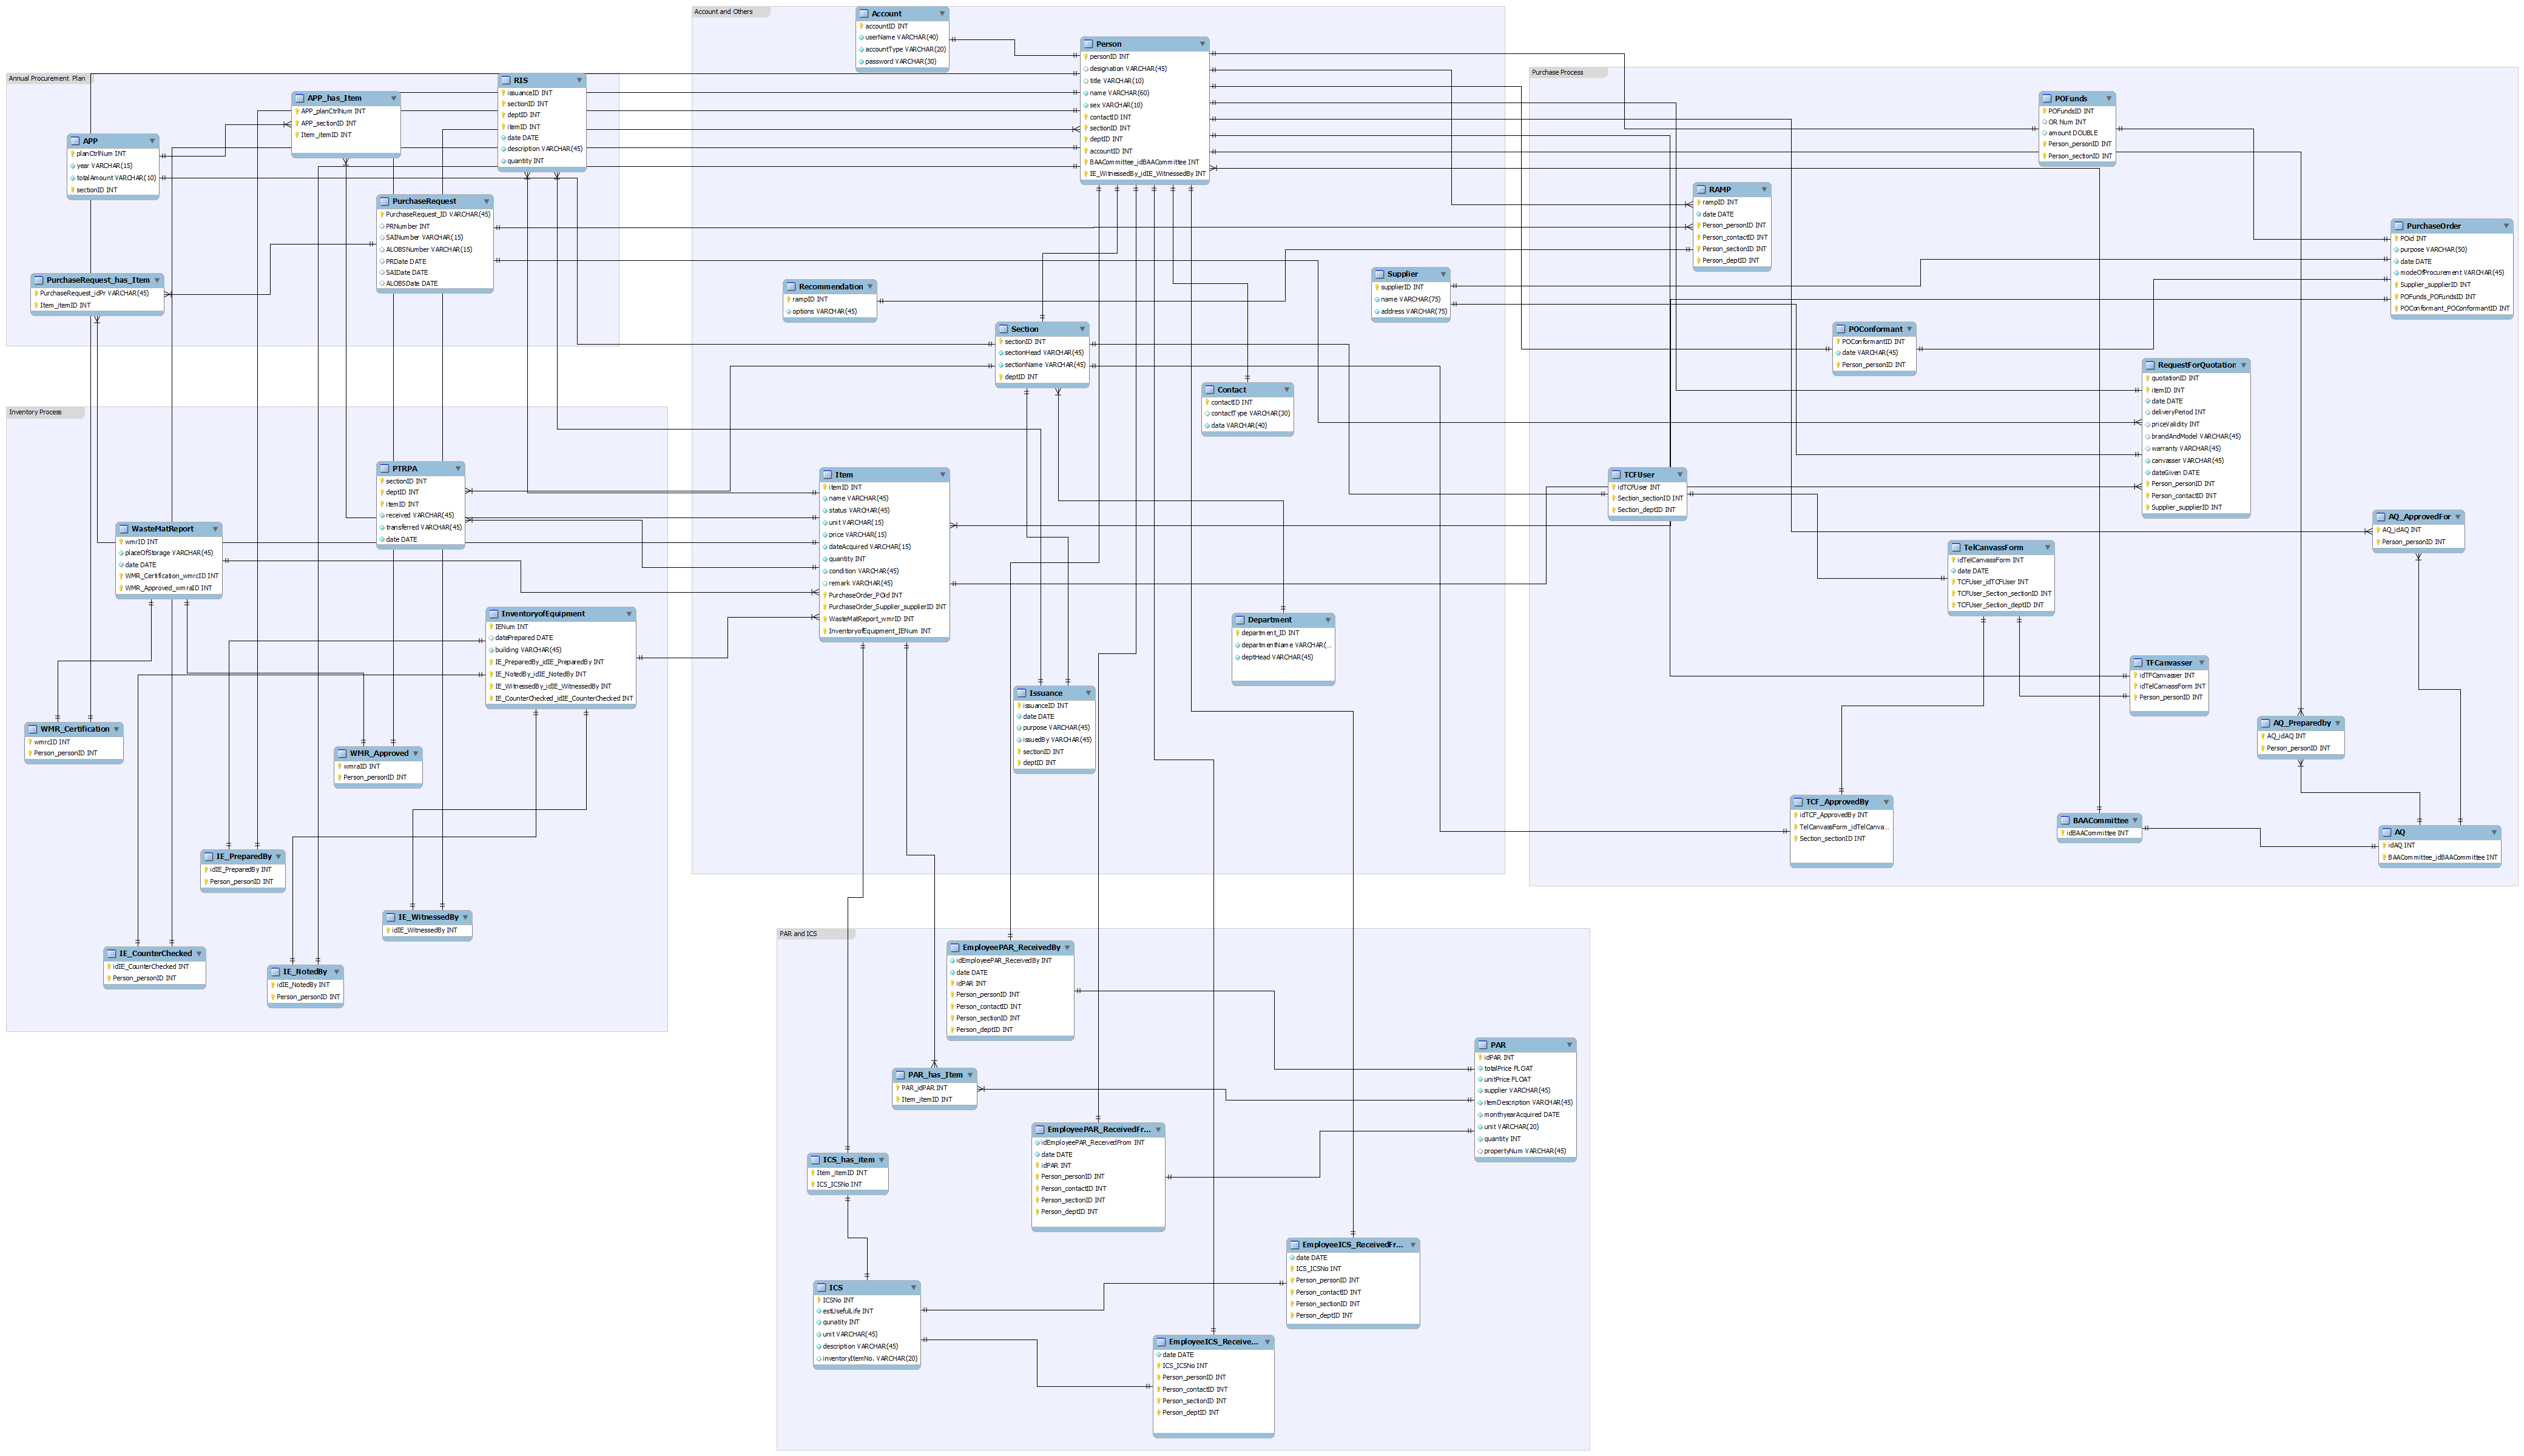 Account and Others
Account
accountID INT
userName VARCHAR(40)
accountType VARCHAR(20)
password VARCHAR(30)
Person
personID INT
designation VARCHAR(45)
title VARCHAR(10)
name VARCHAR(60)
sex VARCHAR(10)
contactID INT
sectionID INT
deptID INT
accountID INT
BAACommittee_idBAACommittee INT
IE_WitnessedBy_idIE_WitnessedBy INT
Recommendation
rampID INT
options VARCHAR(45)
Supplier
supplierID INT
name VARCHAR(75)
address VARCHAR(75)
Section
sectionID INT
sectionHead VARCHAR(45)
sectionName VARCHAR(45)
deptID INT
Contact
contactID INT
contactType VARCHAR(30)
data VARCHAR(40)
Item
itemID INT
name VARCHAR(45)
status VARCHAR(45)
unit VARCHAR(15)
price VARCHAR(15)
dateAcquired VARCHAR(15)
quantity INT
condition VARCHAR(45)
remark VARCHAR(45)
PurchaseOrder_POid INT
PurchaseOrder_Supplier_supplierID INT
WasteMatReport_wmrID INT
InventoryofEquipment_IENum INT
Department
department_ID INT
departmentName VARCHAR(...
deptHead VARCHAR(45)
Issuance
issuanceID INT
date DATE
purpose VARCHAR(45)
issuedBy VARCHAR(45)
sectionID INT
deptID INT
Annual Procurement Plan
RIS
issuanceID INT
sectionID INT
deptID INT
itemID INT
date DATE
description VARCHAR(45)
quantity INT
APP_has_Item
APP_planCtrlNum INT
APP_sectionID INT
Item_itemID INT
APP
planCtrlNum INT
year VARCHAR(15)
totalAmount VARCHAR(10)
sectionID INT
PurchaseRequest
PurchaseRequest_ID VARCHAR(45)
PRNumber INT
SAINumber VARCHAR(15)
ALOBSNumber VARCHAR(15)
PRDate DATE
SAIDate DATE
ALOBSDate DATE
PurchaseRequest_has_Item
PurchaseRequest_idPr VARCHAR(45)
Item_itemID INT
Inventory Process
PTRPA
sectionID INT
deptID INT
itemID INT
received VARCHAR(45)
transferred VARCHAR(45)
date DATE
WasteMatReport
wmrID INT
placeOfStorage VARCHAR(45)
date DATE
WMR_Certification_wmrcID INT
WMR_Approved_wmraID INT
InventoryofEquipment
IENum INT
datePrepared DATE
building VARCHAR(45)
IE_PreparedBy_idIE_PreparedBy INT
IE_NotedBy_idIE_NotedBy INT
IE_WitnessedBy_idIE_WitnessedBy INT
IE_CounterChecked_idIE_CounterChecked INT
WMR_Certification
wmrcID INT
Person_personID INT
WMR_Approved
wmraID INT
Person_personID INT
IE_PreparedBy
idIE_PreparedBy INT
Person_personID INT
IE_WitnessedBy
idIE_WitnessedBy INT
IE_CounterChecked
idIE_CounterChecked INT
Person_personID INT
IE_NotedBy
idIE_NotedBy INT
Person_personID INT
Purchase Process
POFunds
POFundsID INT
OR Num INT
amount DOUBLE
Person_personID INT
Person_sectionID INT
RAMP
rampID INT
date DATE
Person_personID INT
Person_contactID INT
Person_sectionID INT
Person_deptID INT
PurchaseOrder
POid INT
purpose VARCHAR(50)
date DATE
modeOfProcurement VARCHAR(45)
Supplier_supplierID INT
POFunds_POFundsID INT
POConformant_POConformantID INT
POConformant
POConformantID INT
date VARCHAR(45)
Person_personID INT
RequestForQuotation
quotationID INT
itemID INT
date DATE
deliveryPeriod INT
priceValidity INT
brandAndModel VARCHAR(45)
warranty VARCHAR(45)
canvasser VARCHAR(45)
dateGiven DATE
Person_personID INT
Person_contactID INT
Supplier_supplierID INT
TCFUser
idTCFUser INT
Section_sectionID INT
Section_deptID INT
AQ_ApprovedFor
AQ_idAQ INT
Person_personID INT
TelCanvassForm
idTelCanvassForm INT
date DATE
TCFUser_idTCFUser INT
TCFUser_Section_sectionID INT
TCFUser_Section_deptID INT
TFCanvasser
idTFCanvasser INT
idTelCanvassForm INT
Person_personID INT
AQ_PreparedBy
AQ_idAQ INT
Person_personID INT
TCF_ApprovedBy
idTCF_ApprovedBy INT
TelCanvassForm_idTelCanva...
Section_sectionID INT
BAACommittee
idBAACommittee INT
AQ
idAQ INT
BAACommittee_idBAACommittee INT
PAR and ICS
EmployeePAR_ReceivedBy
idEmployeePAR_ReceivedBy INT
date DATE
idPAR INT
Person_personID INT
Person_contactID INT
Person_sectionID INT
Person_deptID INT
PAR
idPAR INT
totalPrice FLOAT
unitPrice FLOAT
supplier VARCHAR(45)
itemDescription VARCHAR(45)
monthyearAcquired DATE
unit VARCHAR(20)
quantity INT
propertyNum VARCHAR(45)
PAR_has_Item
PAR_idPAR INT
Item_itemID INT
EmployeePAR_ReceivedFr...
idEmployeePAR_ReceivedFrom INT
date DATE
idPAR INT
Person_personID INT
Person_contactID INT
Person_sectionID INT
Person_deptID INT
ICS_has_item
Item_itemID INT
ICS_ICSNo INT
EmployeeICS_ReceivedFr...
date DATE
ICS_ICSNo INT
Person_personID INT
Person_contactID INT
Person_sectionID INT
Person_deptID INT
ICS
ICSNo INT
estUsefulLife INT
qunatity INT
unit VARCHAR(45)
description VARCHAR(45)
inventoryItemNo. VARCHAR(20)
EmployeeICS_Receive...
date DATE
ICS_ICSNo INT
Person_personID INT
Person_contactID INT
Person_sectionID INT
Person_deptID INT